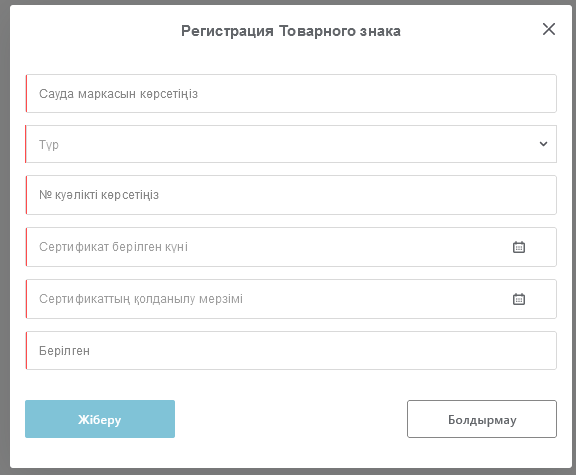 Регистрация Товарного знака
Сауда маркасын көрсетіңіз
Түр
№ куәлікті көрсетіңіз
Сертификат берілген күні
Сертификаттың қолданылу мерзімі
Берілген
Жіберу
Болдырмау